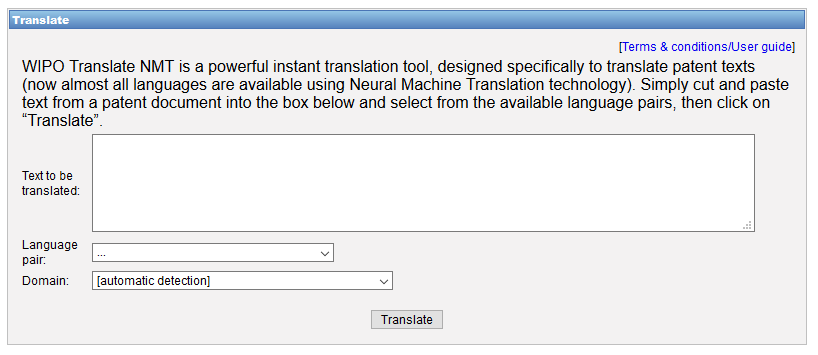 Translate
[Terms & conditions/User guide]
WIPO Translate NMT is a powerful instant translation tool, designed specifically to translate patent texts
(now almost all languages are available using Neural Machine Translation technology). Simply cut and paste
text from a patent document into the box below and select from the available language pairs, then click on
“Translate”.
Text to be
translated:
Language
pair:
...
Domain:
[automatic detection]
Translate